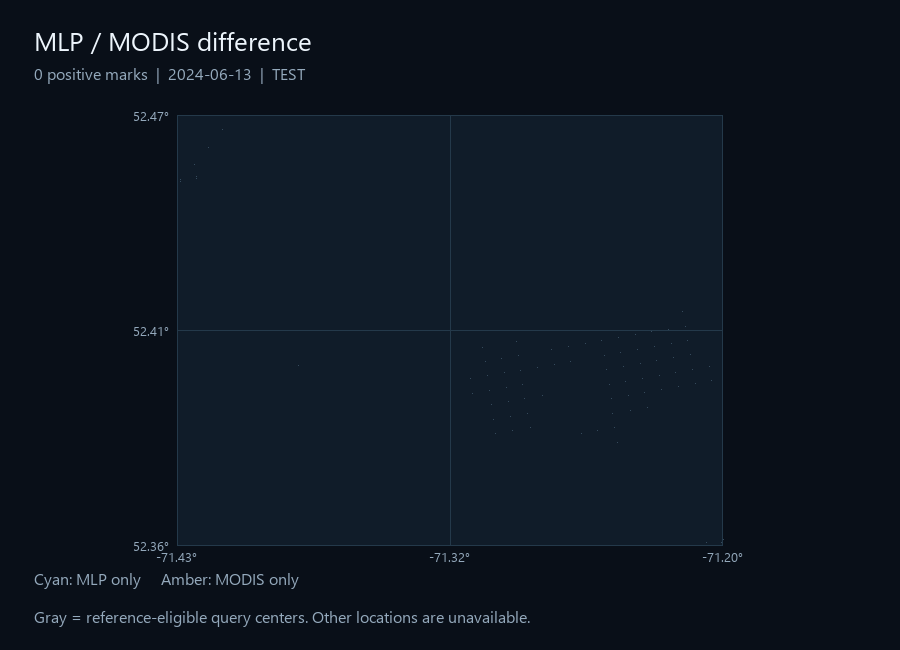 MLP / MODIS difference
0 positive marks | 2024-06-13 | TEST
52.47°
52.41°
52.36°
-71.43° -71.32° -71.20°
Cyan: MLP only Amber: MODIS only
Gray = reference-eligible query centers. Other locations are unavailable.